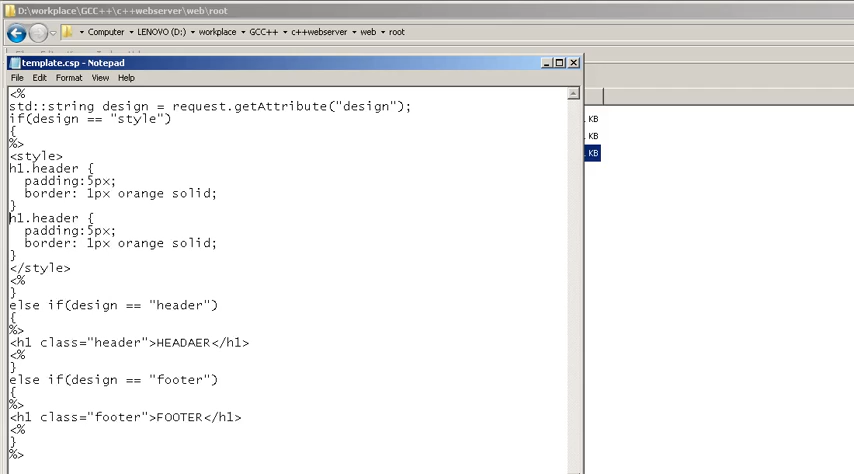 D:\workplace\GCC++\c++webserver\web\root
Computer LENOVO (D:) workplace GCC++ c++webserver web root
template.csp - Notepad
File Edit Format View Help
<%
std::string design = request.getAttribute("design");
if(design == "style")
{
%>
<style>
h1.header {
  padding:5px;
  border: 1px orange solid;
}
h1.header {
  padding:5px;
  border: 1px orange solid;
}
</style>
<%
}
else if(design == "header")
{
%>
<h1 class="header">HEADAER</h1>
<%
}
else if(design == "footer")
{
%>
<h1 class="footer">FOOTER</h1>
<%
}
%>
KB
KB
KB